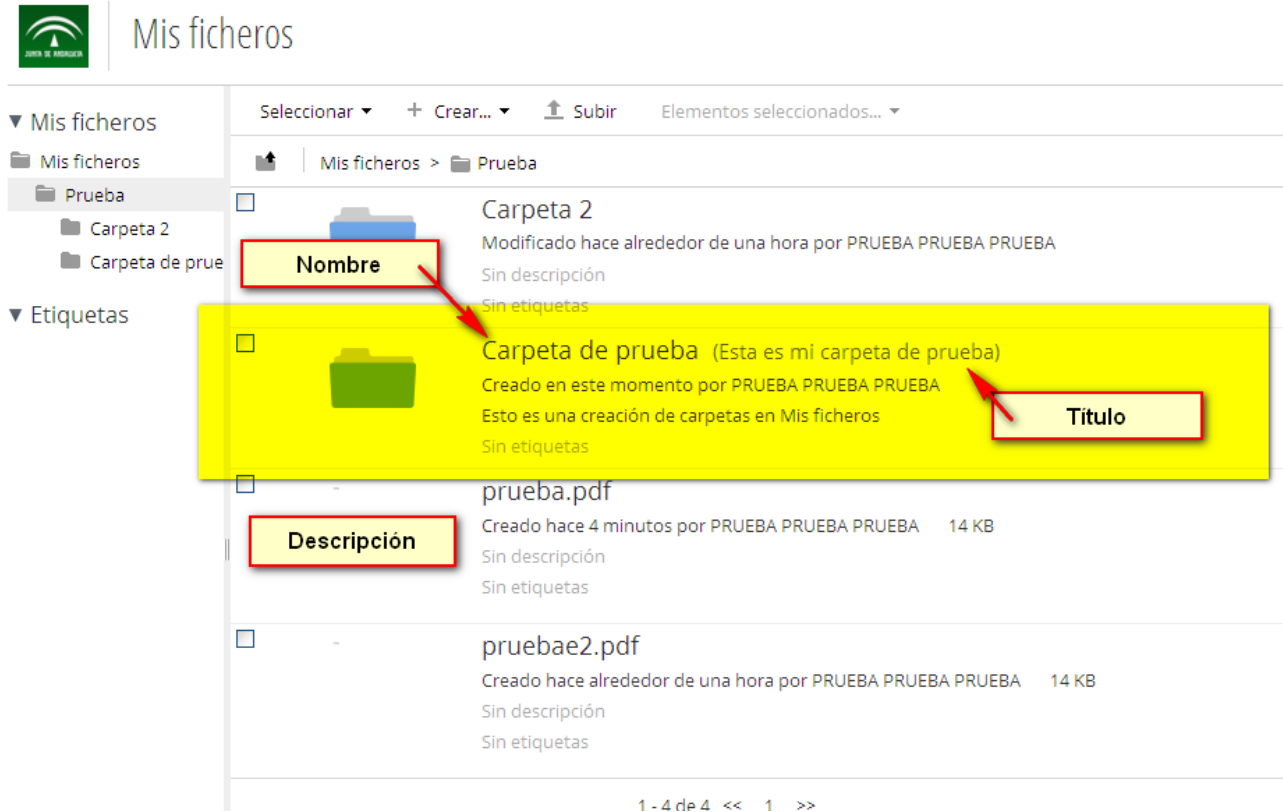 JUNTA DE ANDALUCIA
Mis ficheros
Mis ficheros
Mis ficheros
Prueba
Carpeta 2
Carpeta de prue
Etiquetas
Seleccionar
Crear...
Subir
Elementos seleccionados...
Mis ficheros > Prueba
Carpeta 2
Modificado hace alrededor de una hora por PRUEBA PRUEBA PRUEBA
Sin descripción
Sin etiquetas
Nombre
Carpeta de prueba (Esta es mi carpeta de prueba)
Creado en este momento por PRUEBA PRUEBA PRUEBA
Esto es una creación de carpetas en Mis ficheros
Sin etiquetas
Título
prueba.pdf
Creado hace 4 minutos por PRUEBA PRUEBA PRUEBA 14 KB
Sin descripción
Sin etiquetas
Descripción
pruebae2.pdf
Creado hace alrededor de una hora por PRUEBA PRUEBA PRUEBA 14 KB
Sin descripción
Sin etiquetas
1 - 4 de 4 << 1 >>